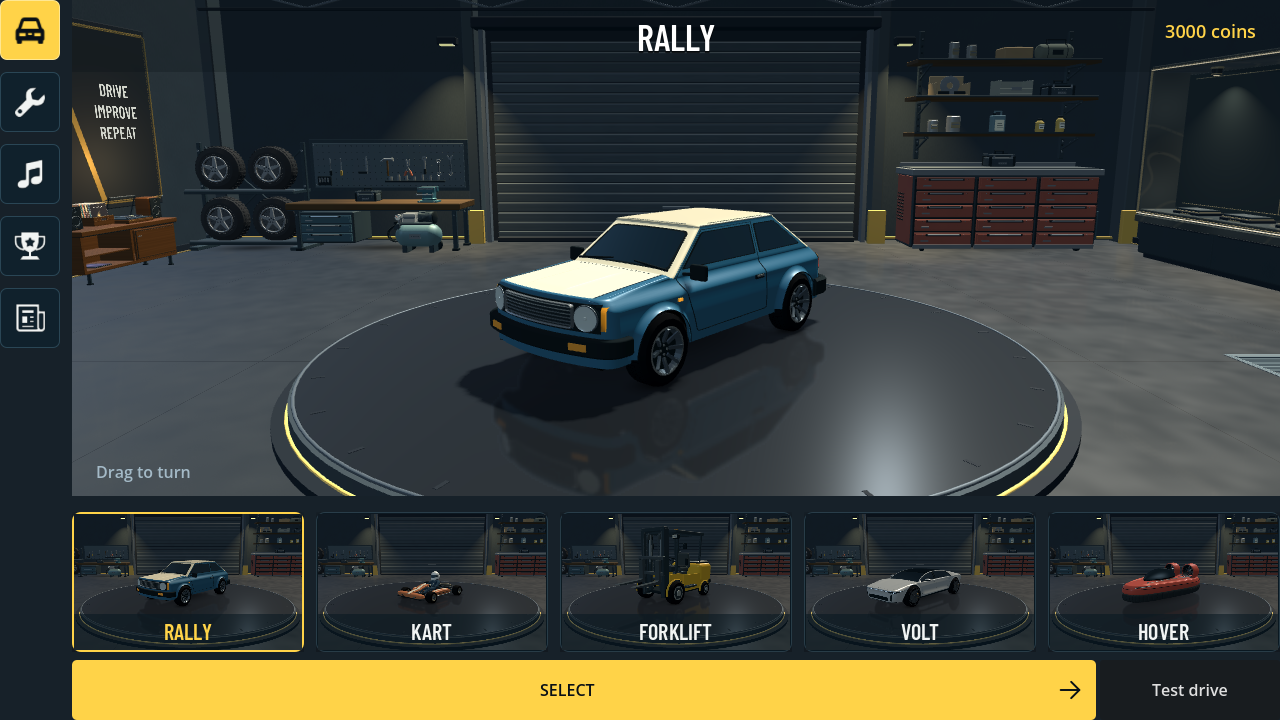 RALLY
3000 coins
DRIVE
IMPROVE
REPEAT
Drag to turn
RALLY
KART
FORKLIFT
VOLT
HOVER
SELECT
Test drive